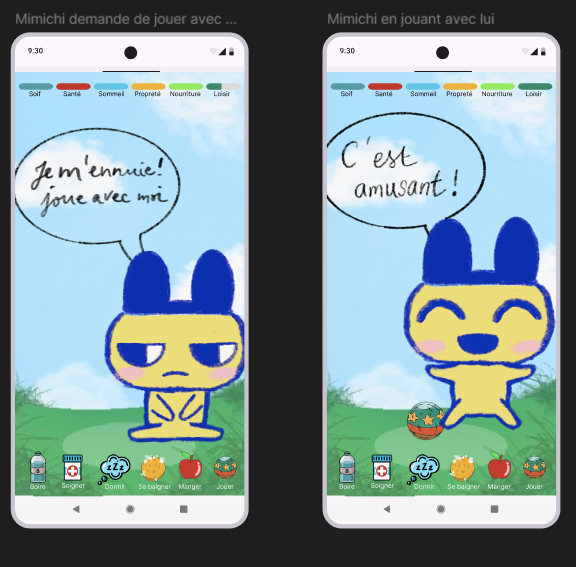 Mimichi demande de jouer avec ...
9:30
Soif Santé Sommeil Propreté Nourriture Loisir
Je m'ennuie!
joue avec moi
zZz
Boire Soigner Dormir Se baigner Manger Jouer
Mimichi en jouant avec lui
9:30
Soif Santé Sommeil Propreté Nourriture Loisir
C'est
amusant!
zZz
Boire Soigner Dormir Se baigner Manger Jouer